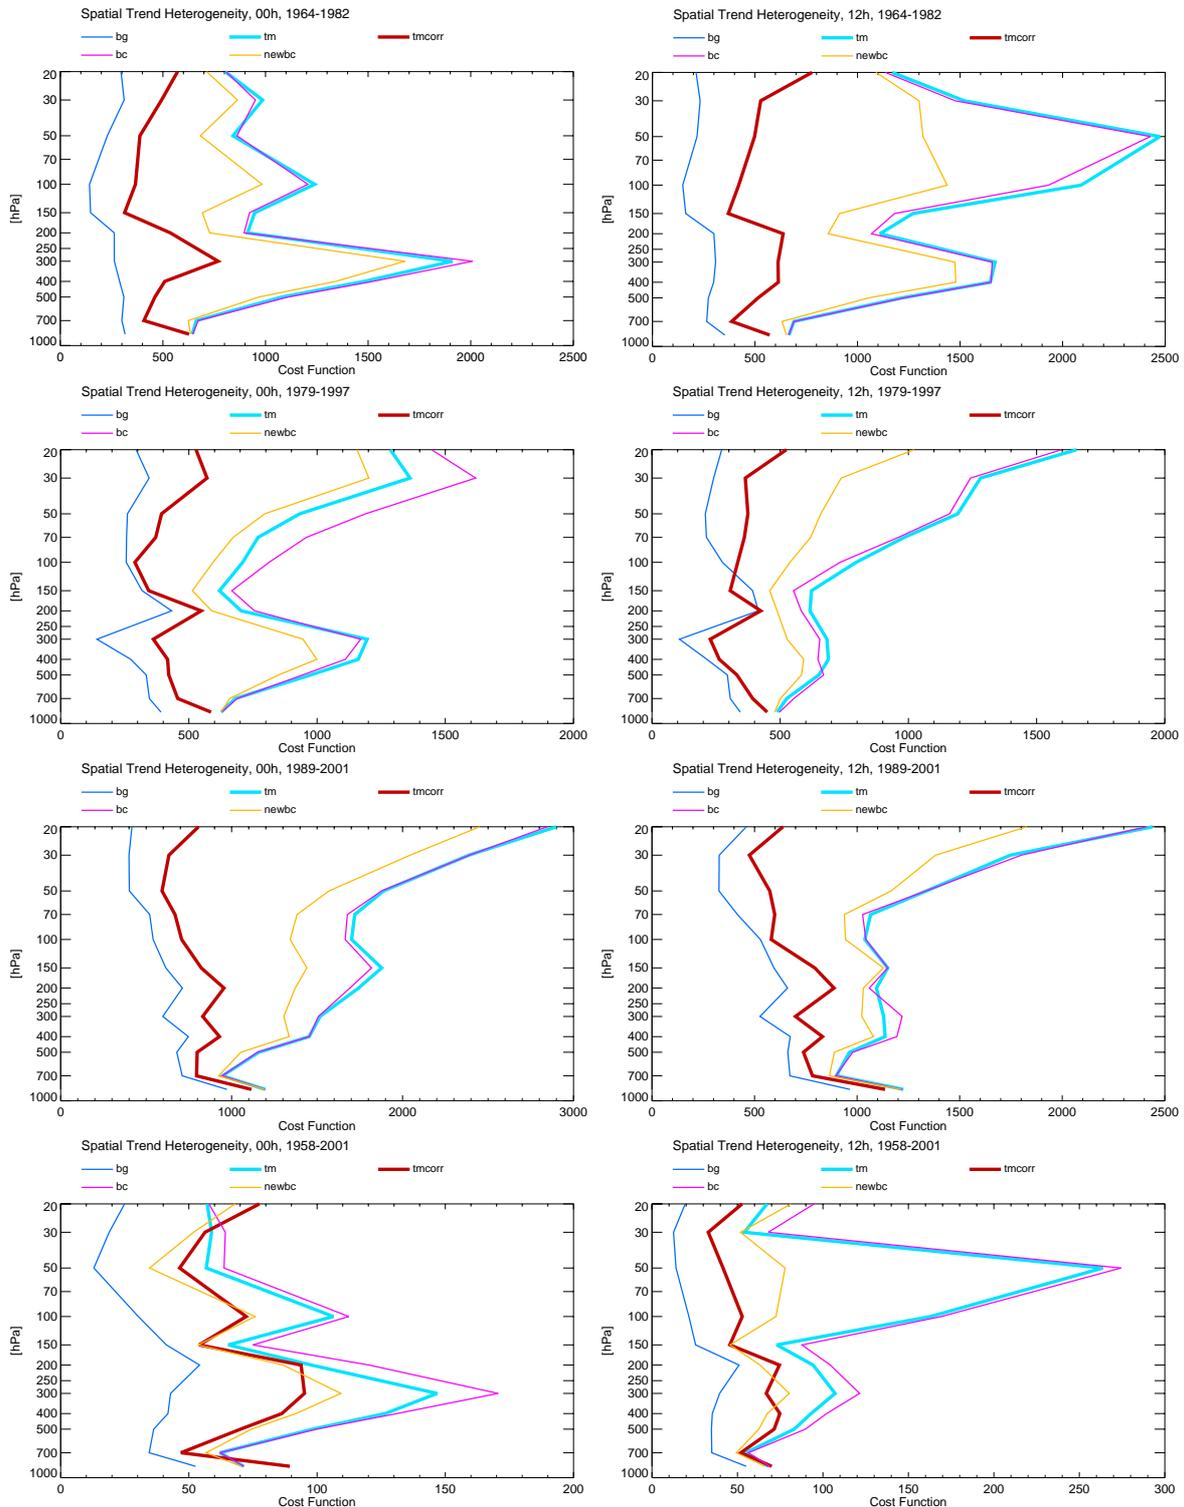 Spatial Trend Heterogeneity, 00h, 1964-1982
bg tm tmcorr
bc newbc
20
30
50
70
100
150
200
250
300
400
500
700
1000
[hPa]
0 500 1000 1500 2000 2500
Cost Function
Spatial Trend Heterogeneity, 12h, 1964-1982
bg tm tmcorr
bc newbc
20
30
50
70
100
150
200
250
300
400
500
700
1000
[hPa]
0 500 1000 1500 2000 2500
Cost Function
Spatial Trend Heterogeneity, 00h, 1979-1997
bg tm tmcorr
bc newbc
20
30
50
70
100
150
200
250
300
400
500
700
1000
[hPa]
0 500 1000 1500 2000
Cost Function
Spatial Trend Heterogeneity, 12h, 1979-1997
bg tm tmcorr
bc newbc
20
30
50
70
100
150
200
250
300
400
500
700
1000
[hPa]
0 500 1000 1500 2000
Cost Function
Spatial Trend Heterogeneity, 00h, 1989-2001
bg tm tmcorr
bc newbc
20
30
50
70
100
150
200
250
300
400
500
700
1000
[hPa]
0 1000 2000 3000
Cost Function
Spatial Trend Heterogeneity, 12h, 1989-2001
bg tm tmcorr
bc newbc
20
30
50
70
100
150
200
250
300
400
500
700
1000
[hPa]
0 500 1000 1500 2000 2500
Cost Function
Spatial Trend Heterogeneity, 00h, 1958-2001
bg tm tmcorr
bc newbc
20
30
50
70
100
150
200
250
300
400
500
700
1000
[hPa]
0 50 100 150 200
Cost Function
Spatial Trend Heterogeneity, 12h, 1958-2001
bg tm tmcorr
bc newbc
20
30
50
70
100
150
200
250
300
400
500
700
1000
[hPa]
0 50 100 150 200 250 300
Cost Function